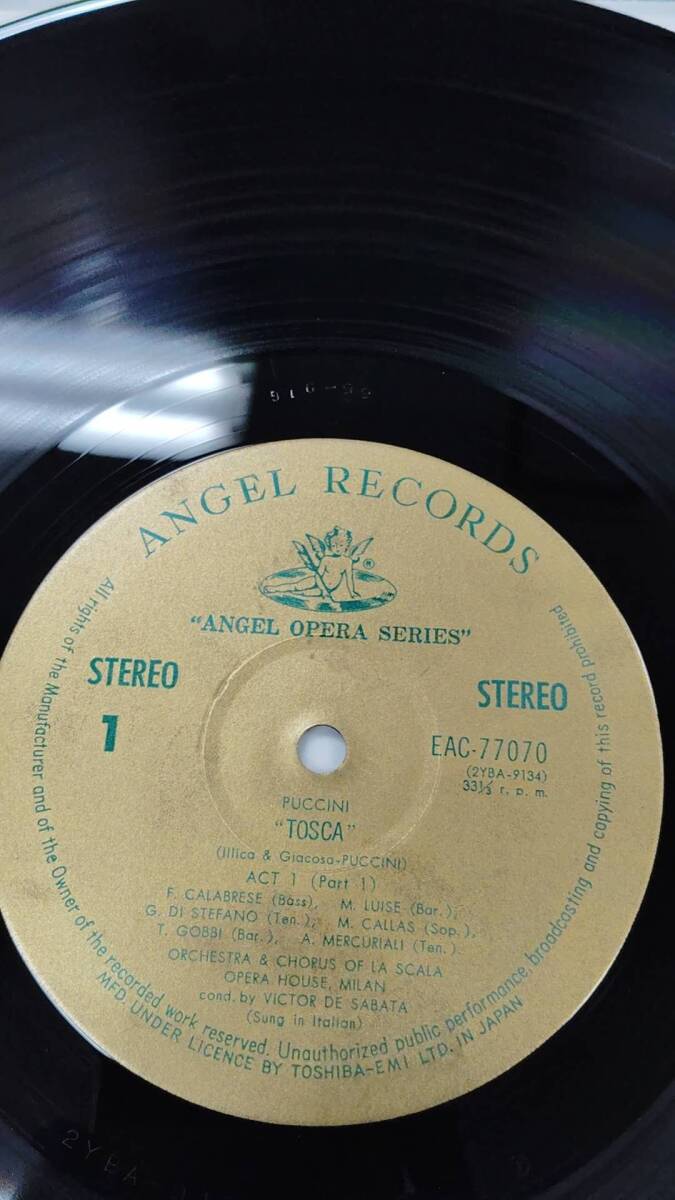 ANGEL RECORDS
®
"ANGEL OPERA SERIES"
STEREO
STEREO
1
EAC-77070
(2YBA-9134)
33⅓ r. p. m.
PUCCINI
"TOSCA"
(Illica & Giacosa-PUCCINI)
ACT 1 (Part 1)
F. CALABRESE (Bass), M. LUISE (Bar.),
G. DI STEFANO (Ten.), M. CALLAS (Sop.),
T. GOBBI (Bar.), A. MERCURIALI (Ten.)
ORCHESTRA & CHORUS OF LA SCALA
OPERA HOUSE, MILAN
cond. by VICTOR DE SABATA
(Sung in Italian)
All rights of the Manufacturer and of the Owner of the recorded work reserved. Unauthorized public performance, broadcasting and copying of this record prohibited
MFD. UNDER LICENCE BY TOSHIBA-EMI LTD. IN JAPAN
2YBA